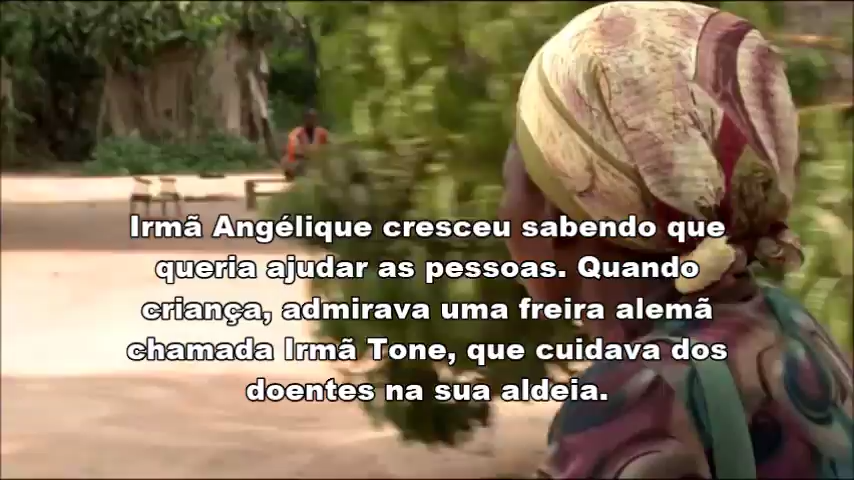 Irmã Angélique cresceu sabendo que
queria ajudar as pessoas. Quando
criança, admirava uma freira alemã
chamada Irmã Tone, que cuidava dos
doentes na sua aldeia.